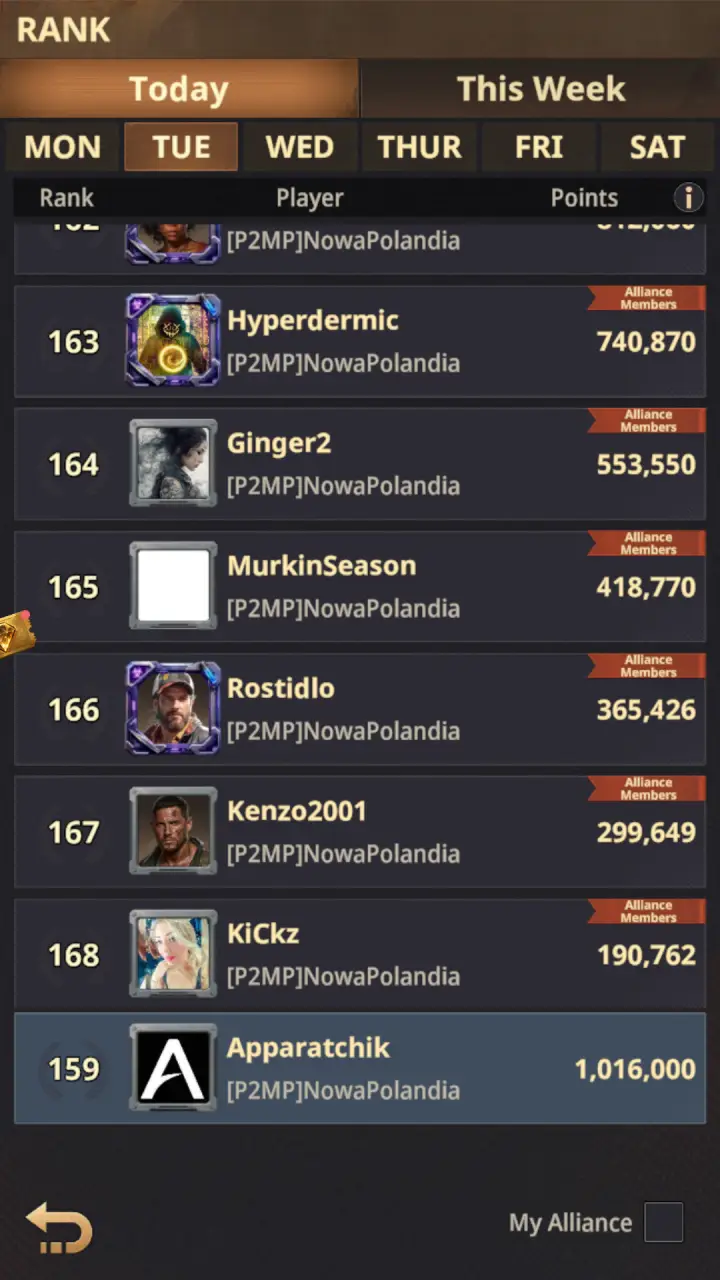 RANK
Today
This Week
MON
TUE
WED
THUR
FRI
SAT
Rank
Player
Points
i
[P2MP]NowaPolandia
163
Hyperdermic
[P2MP]NowaPolandia
Alliance
Members
740,870
164
Ginger2
[P2MP]NowaPolandia
Alliance
Members
553,550
165
MurkinSeason
[P2MP]NowaPolandia
Alliance
Members
418,770
166
Rostidlo
[P2MP]NowaPolandia
Alliance
Members
365,426
167
Kenzo2001
[P2MP]NowaPolandia
Alliance
Members
299,649
168
KiCkz
[P2MP]NowaPolandia
Alliance
Members
190,762
159
Apparatchik
[P2MP]NowaPolandia
1,016,000
My Alliance